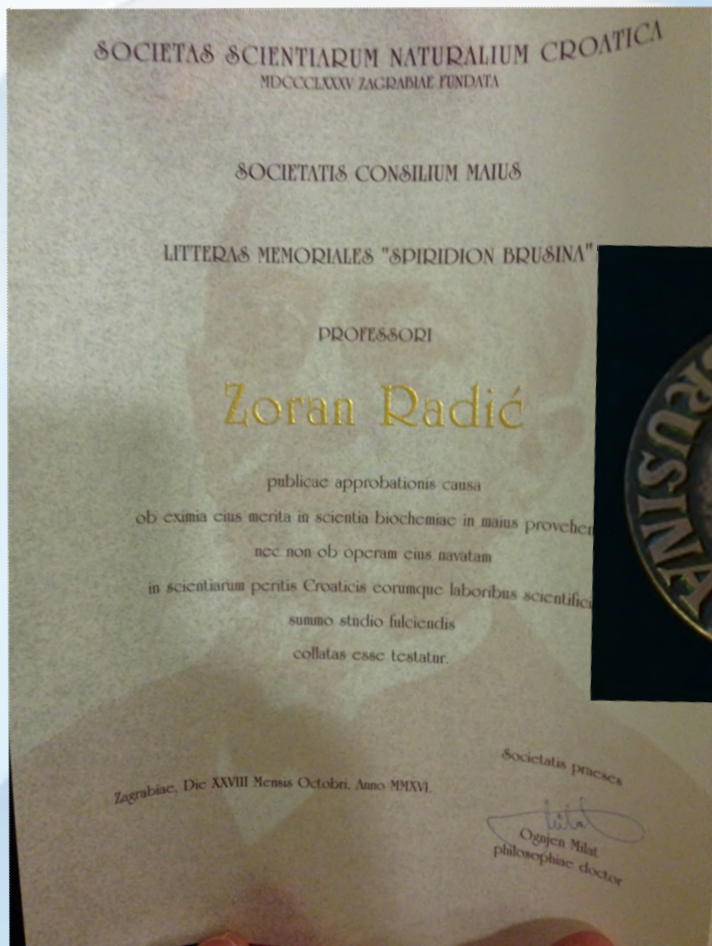 SOCIETAS SCIENTIARUM NATURALIUM CROATICA
MDCCCLXXXV ZAGRABIAE FUNDATA
SOCIETATIS CONSILIUM MAIUS
LITTERAS MEMORIALES "SPIRIDION BRUSINA"
PROFESSORI
Zoran Radić
publicae approbationis causa
ob eximia eius merita in scientia biochemiae in maius
nec non ob operam eius navatam
in scientiarum peritis Croaticis eorumque laboribus
summo studio fulciendis
collatas esse testatur.
Zagrabiae, Die XXVIII Mensis Octobri, Anno MMXVI.
Societatis praeses
Ognjen Milat
philosophiae doctor